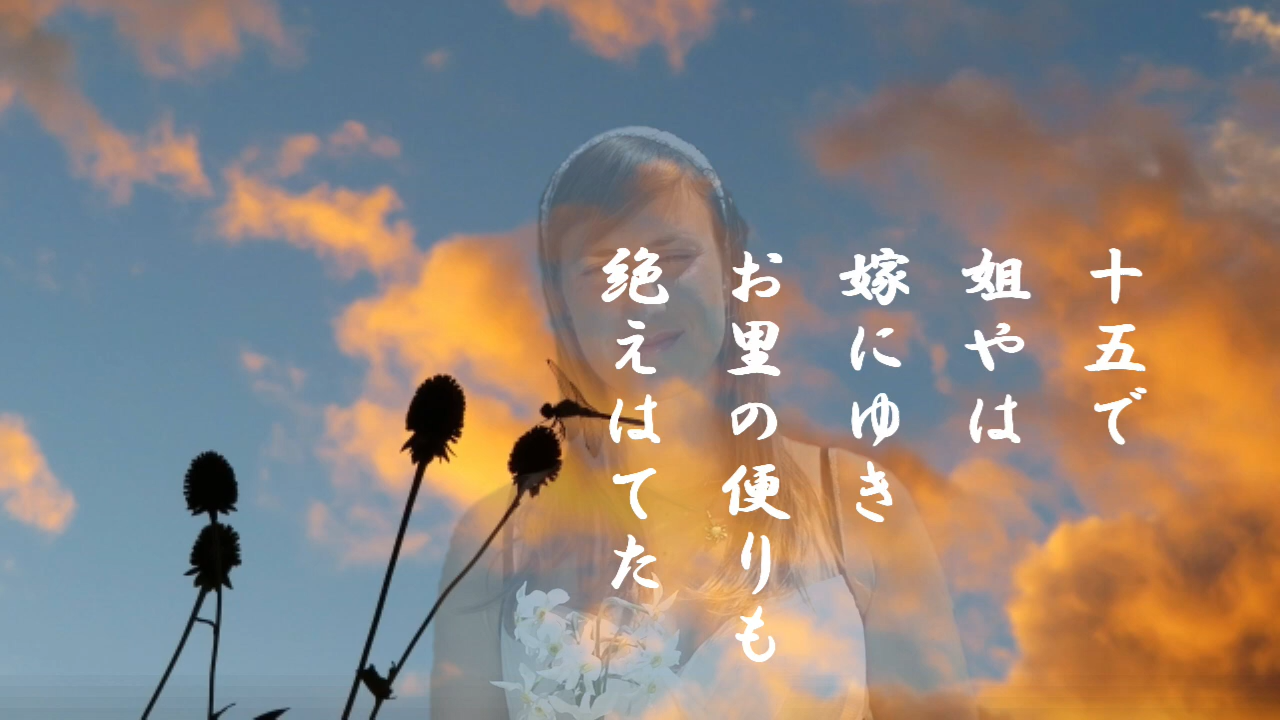 十五で
姐やは
嫁にゆき
お里の便りも
絶えはてた